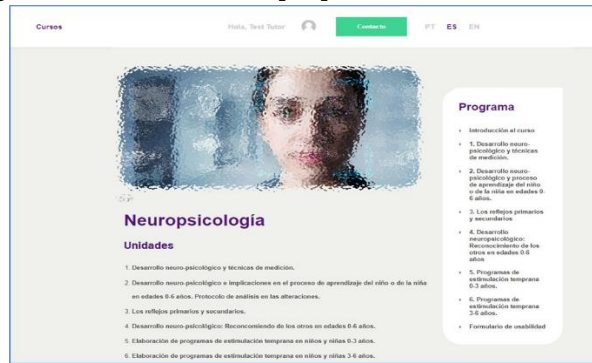 Cursos
Hola, Test Tutor
Contacto
PT ES EN
Neuropsicología
Unidades
1. Desarrollo neuro-psicológico y técnicas de medición.
2. Desarrollo neuro-psicológico e implicaciones en el proceso de aprendizaje del niño o de la niña
en edades 0-6 años. Protocolo de análisis en las alteraciones.
3. Los reflejos primarios y secundarios.
4. Desarrollo neuro-psicológico: Reconcomiento de los otros en edades 0-6 años.
5. Elaboración de programas de estimulación temprana en niños y niñas 0-3 años.
6. Elaboración de programas de estimulación temprana en niños y niñas 3-6 años.
Programa
Introducción al curso
1. Desarrollo neuro-
psicológico y técnicas
de medición.
2. Desarrollo neuro-
psicológico y proceso
de aprendizaje del niño
o de la niña en edades 0-
6 años.
3. Los reflejos primarios
y secundarios
4. Desarrollo
neuropsicológico:
Reconocimiento de los
otros en edades 0-6
años
5. Programas de
estimulación temprana
0-3 años.
6. Programas de
estimulación temprana
3-6 años.
Formulario de usabilidad